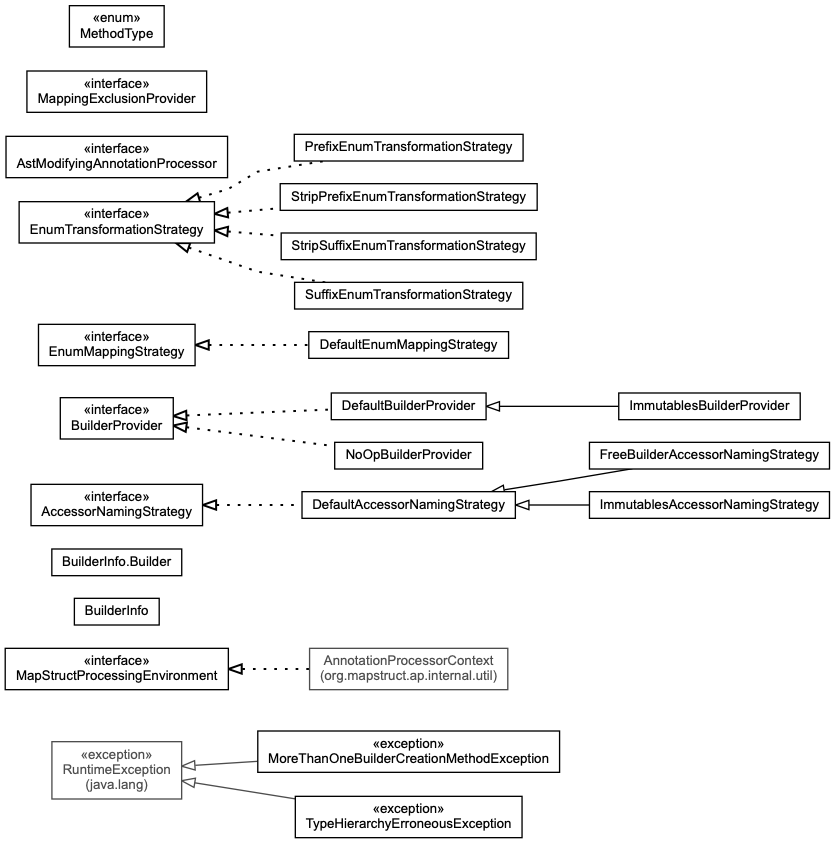 «enum»
MethodType
«interface»
MappingExclusionProvider
«interface»
AstModifyingAnnotationProcessor
PrefixEnumTransformationStrategy
StripPrefixEnumTransformationStrategy
«interface»
EnumTransformationStrategy
StripSuffixEnumTransformationStrategy
SuffixEnumTransformationStrategy
«interface»
EnumMappingStrategy
DefaultEnumMappingStrategy
«interface»
BuilderProvider
DefaultBuilderProvider
ImmutablesBuilderProvider
NoOpBuilderProvider
FreeBuilderAccessorNamingStrategy
«interface»
AccessorNamingStrategy
DefaultAccessorNamingStrategy
ImmutablesAccessorNamingStrategy
BuilderInfo.Builder
BuilderInfo
«interface»
MapStructProcessingEnvironment
AnnotationProcessorContext
(org.mapstruct.ap.internal.util)
«exception»
RuntimeException
(java.lang)
«exception»
MoreThanOneBuilderCreationMethodException
«exception»
TypeHierarchyErroneousException